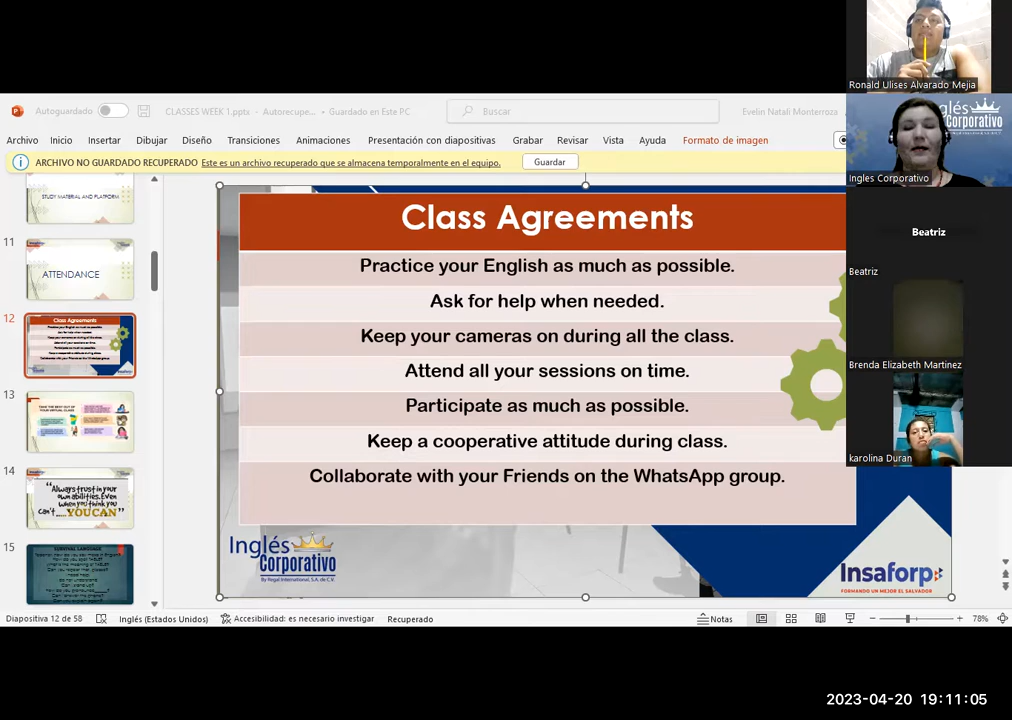 Ronald Ulises Alvarado Mejia
Autoguardado
CLASSES WEEK 1.pptx - Autorecupe... • Guardado en Este PC
Buscar
Evelin Natali Monterroza
Inglés
Corporativo
Archivo Inicio Insertar Dibujar Diseño Transiciones Animaciones Presentación con diapositivas Grabar Revisar Vista Ayuda Formato de imagen
ARCHIVO NO GUARDADO RECUPERADO Este es un archivo recuperado que se almacena temporalmente en el equipo. Guardar
Ingles Corporativo
STUDY MATERIAL AND PLATFORM
11
ATTENDANCE
12
Class Agreements
13
14
"Always trust in your
own abilities. Even
when you think you
can't..... YOU CAN"
15
SURVIVAL LANGUAGE
Class Agreements
Practice your English as much as possible.
Ask for help when needed.
Keep your cameras on during all the class.
Attend all your sessions on time.
Participate as much as possible.
Keep a cooperative attitude during class.
Collaborate with your Friends on the WhatsApp group.
Beatriz
Beatriz
Brenda Elizabeth Martinez
karolina Duran
Inglés
Corporativo
By Regal International, S.A. de C.V.
Insaforp
FORMANDO UN MEJOR EL SALVADOR
Diapositiva 12 de 58 Inglés (Estados Unidos) Accesibilidad: es necesario investigar Recuperado Notas 78%
2023-04-20 19:11:05